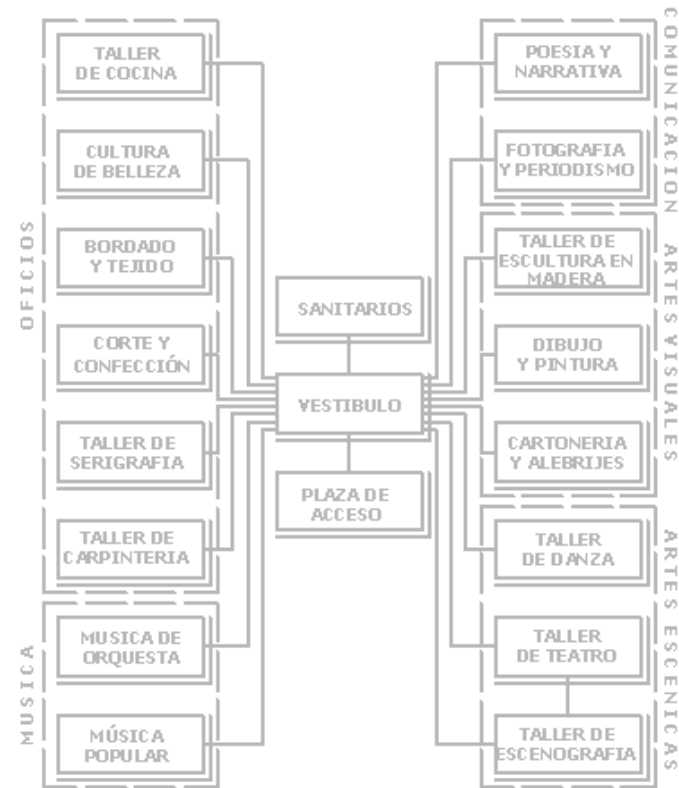 OFICIOS
TALLER
DE COCINA
CULTURA
DE BELLEZA
BORDADO
Y TEJIDO
CORTE Y
CONFECCIÓN
TALLER DE
SERIGRAFIA
TALLER DE
CARPINTERIA
MUSICA
MUSICA DE
ORQUESTA
MÚSICA
POPULAR
SANITARIOS
VESTIBULO
PLAZA DE
ACCESO
COMUNICACION
POESIA Y
NARRATIVA
FOTOGRAFIA
Y PERIODISMO
ARTES VISUALES
TALLER DE
ESCULTURA EN
MADERA
DIBUJO
Y PINTURA
CARTONERIA
Y ALEBRIJES
ARTES ESCENICAS
TALLER
DE DANZA
TALLER
DE TEATRO
TALLER DE
ESCENOGRAFIA